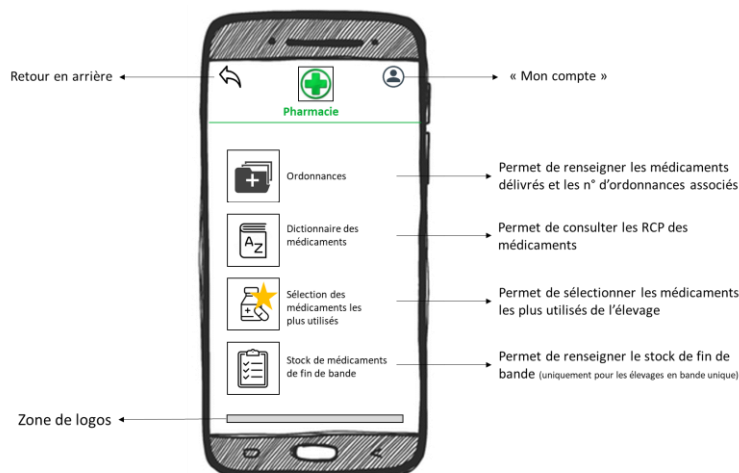 Retour en arrière
« Mon compte »
Pharmacie
Ordonnances
Permet de renseigner les médicaments
délivrés et les n° d'ordonnances associés
Dictionnaire des
médicaments
A
Z
Permet de consulter les RCP des
médicaments
Sélection des
médicaments les
plus utilisés
Permet de sélectionner les médicaments
les plus utilisés de l'élevage
Stock de médicaments
de fin de bande
Permet de renseigner le stock de fin de
bande (uniquement pour les élevages en bande unique)
Zone de logos